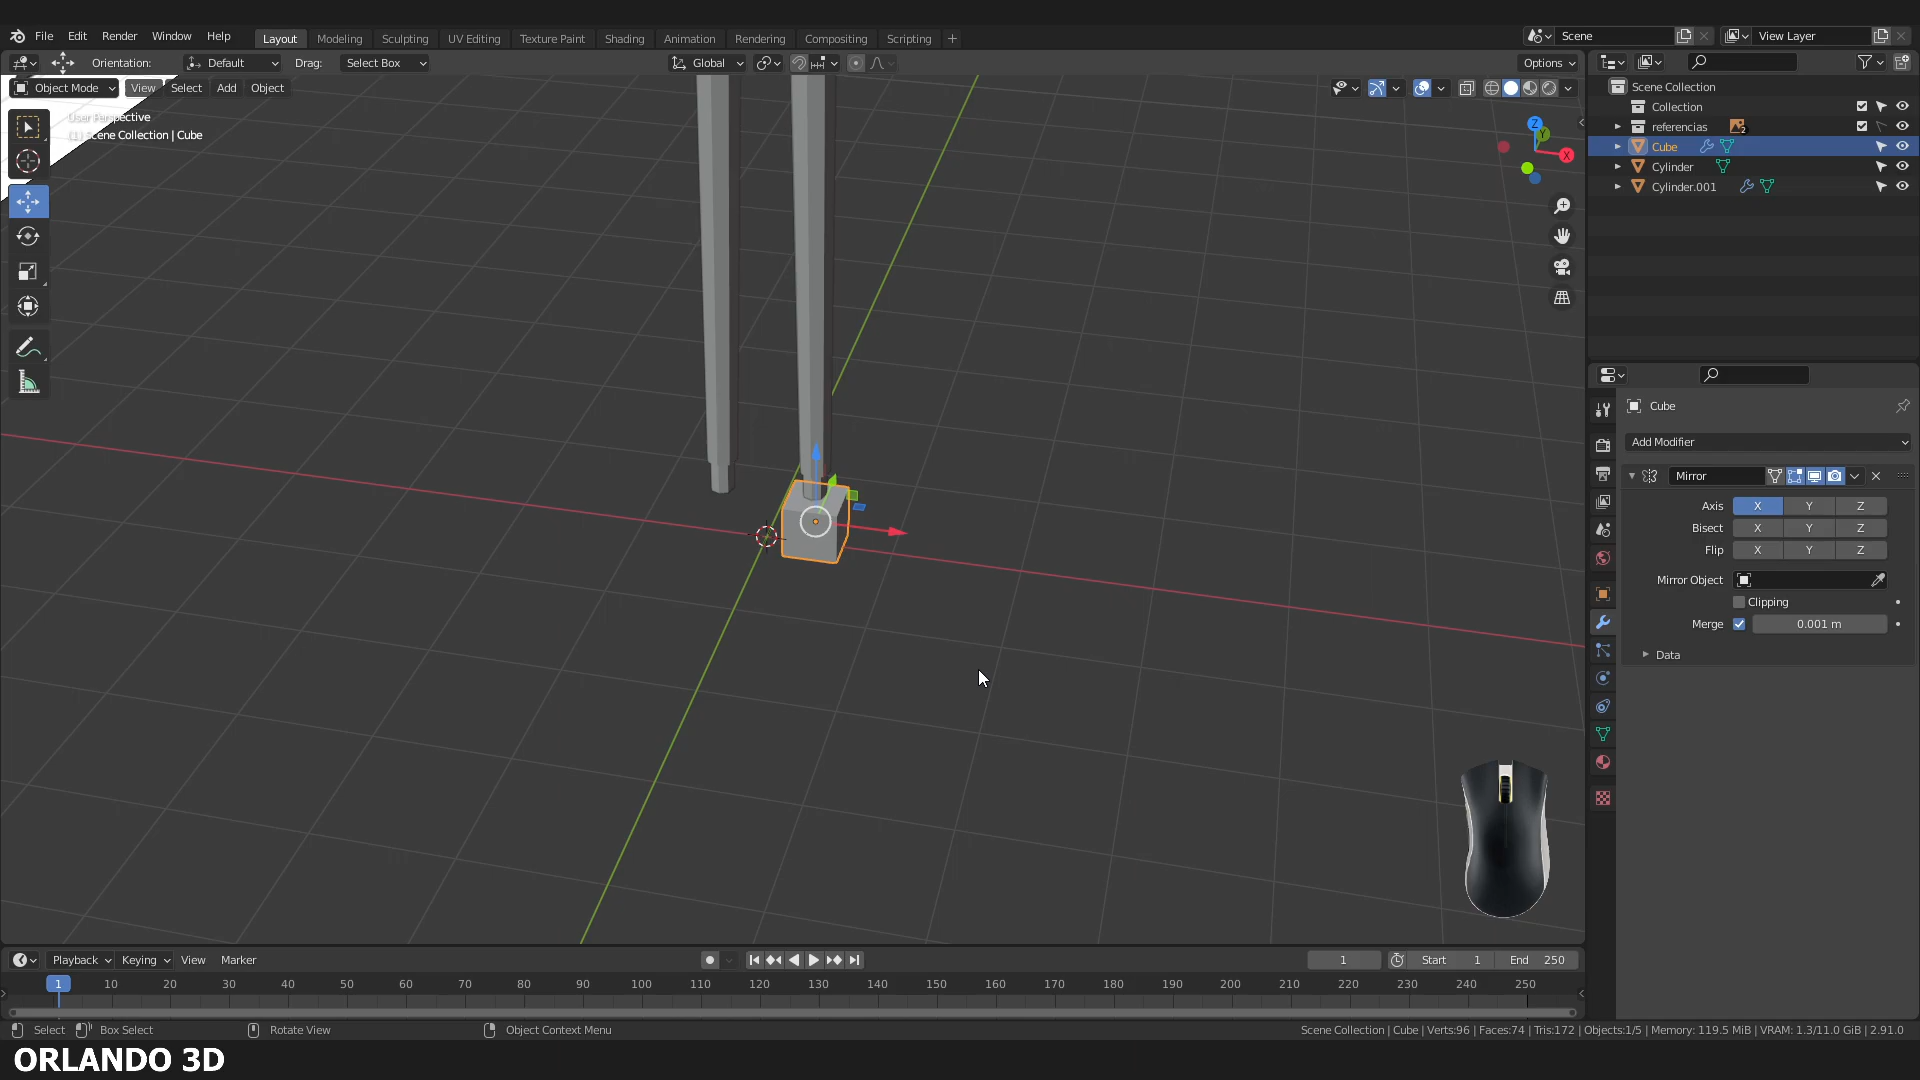 File Edit Render Window Help Layout Modeling Sculpting UV Editing Texture Paint Shading Animation Rendering Compositing Scripting + Scene View Layer
Orientation: Default Drag: Select Box Global Options
Object Mode View Select Add Object
User Perspective
(1) Scene Collection | Cube
Z
Y
X
Scene Collection
Collection
referencias 2
Cube
Cylinder
Cylinder.001
Cube
Add Modifier
Mirror
Axis X Y Z
Bisect X Y Z
Flip X Y Z
Mirror Object
Clipping
Merge 0.001 m
Data
Playback Keying View Marker 1 Start 1 End 250
1 10 20 30 40 50 60 70 80 90 100 110 120 130 140 150 160 170 180 190 200 210 220 230 240 250
Select Box Select Rotate View Object Context Menu Scene Collection | Cube | Verts:96 | Faces:74 | Tris:172 | Objects:1/5 | Memory: 119.5 MiB | VRAM: 1.3/11.0 GiB | 2.91.0
ORLANDO 3D